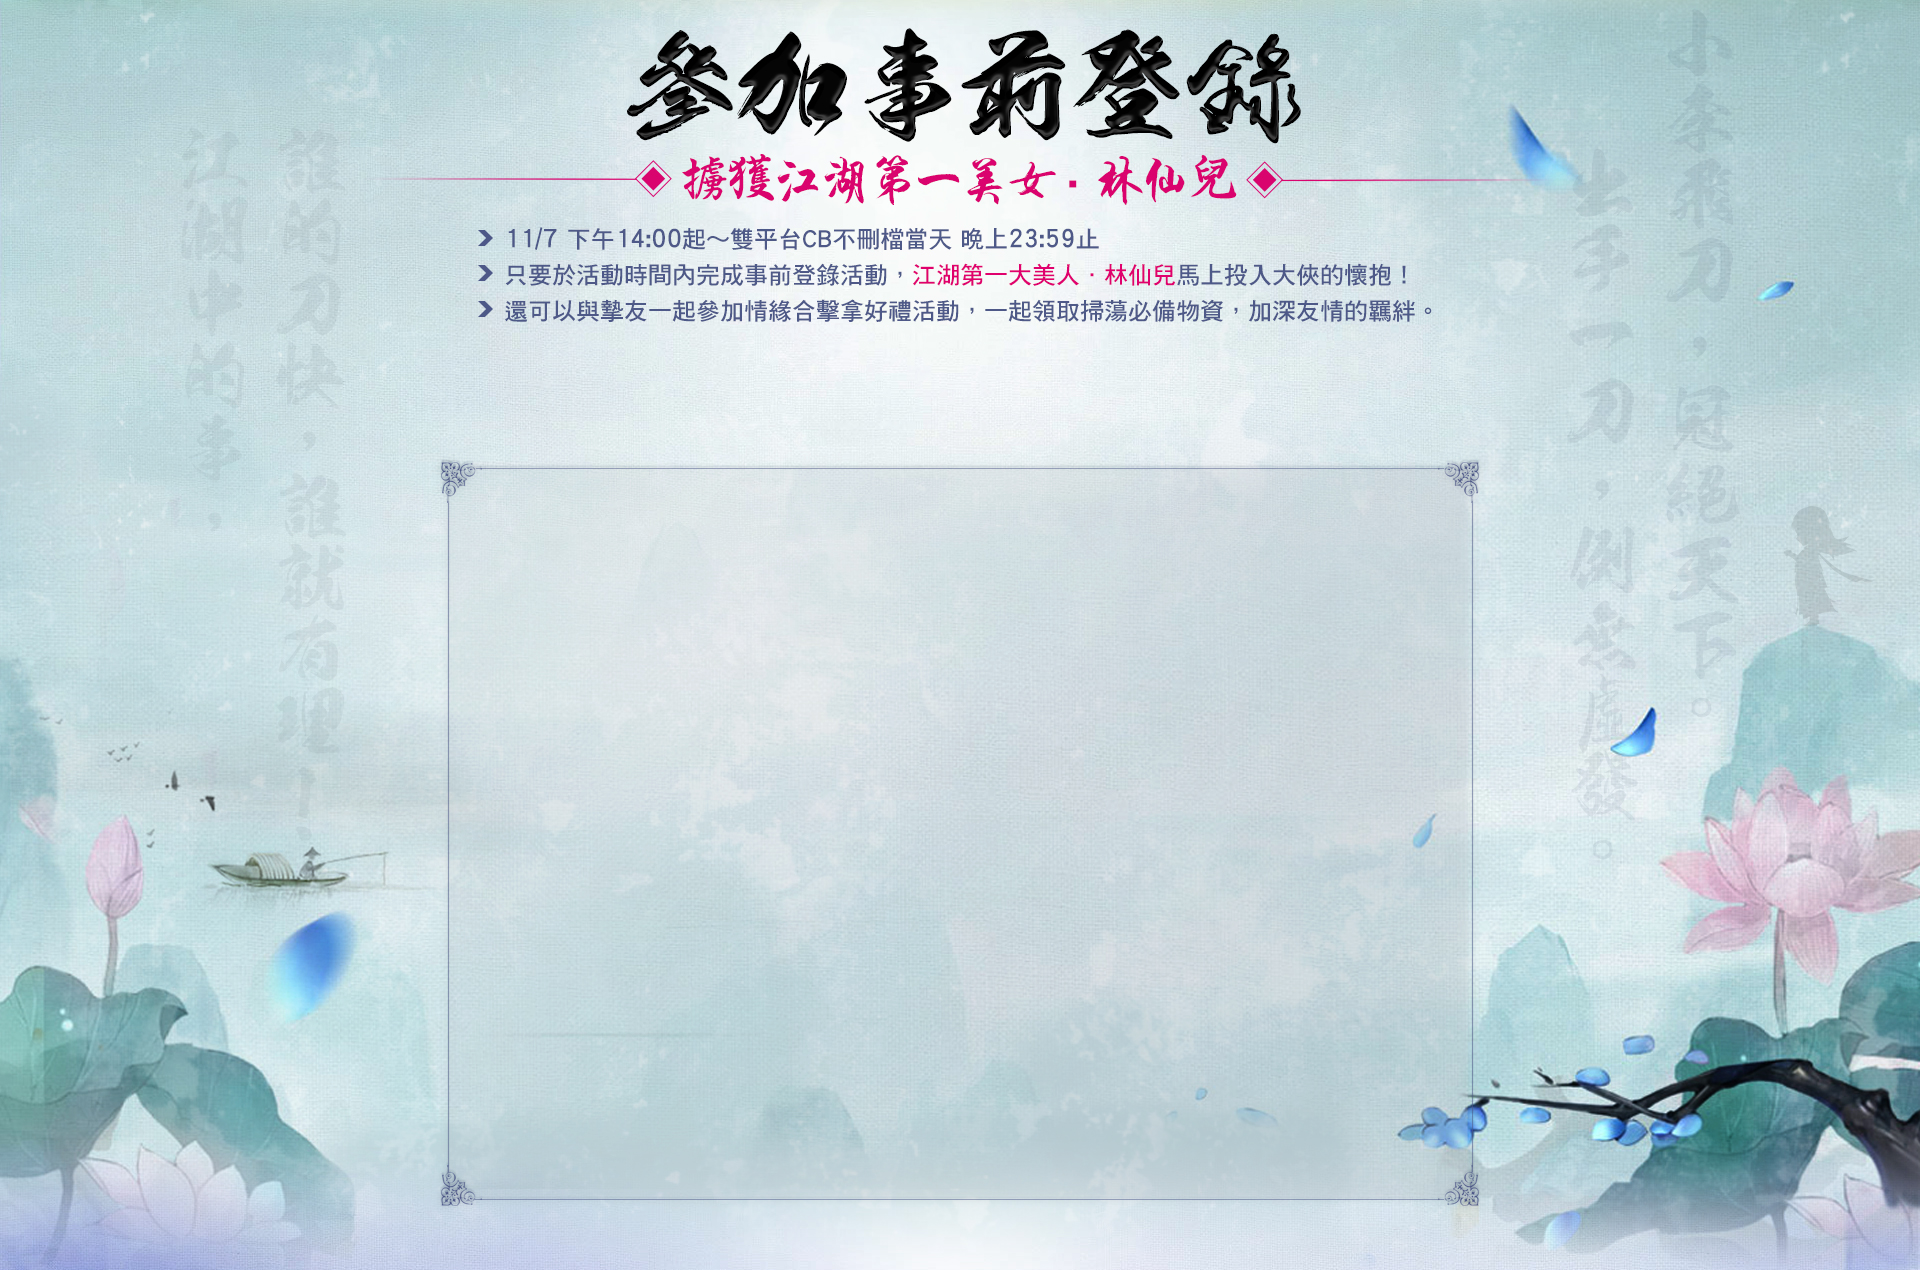 參加事前登錄
擄獲江湖第一美女·林仙兒
11/7 下午14:00起～雙平台CB不刪檔當天 晚上23:59止
只要於活動時間內完成事前登錄活動，江湖第一大美人·林仙兒馬上投入大俠的懷抱！
還可以與摯友一起參加情緣合擊拿好禮活動，一起領取掃蕩必備物資，加深友情的羈絆。
小李飛刀，冠絕天下。
出手一刀，例無虛發。
誰的刀快，誰就有理！
江湖中的事，